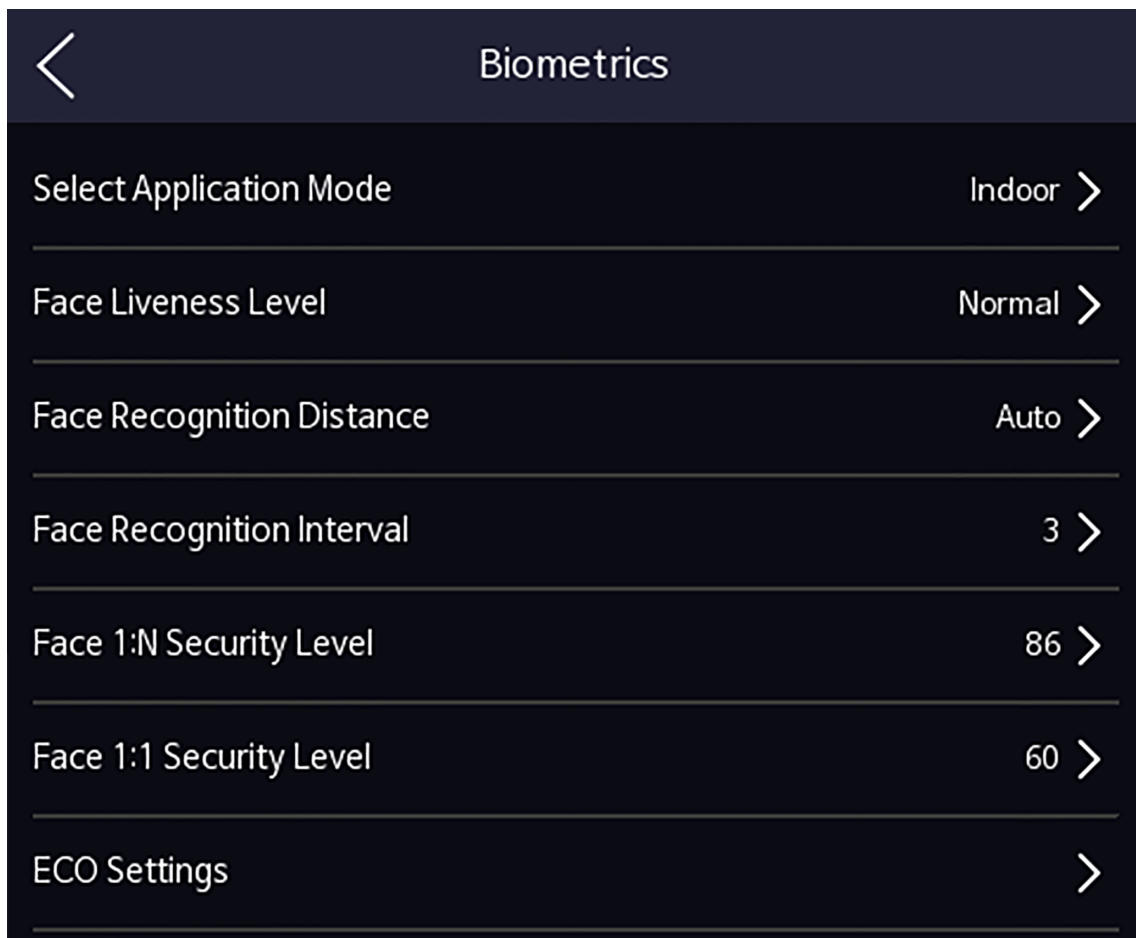 Biometrics
Select Application Mode Indoor
Face Liveness Level Normal
Face Recognition Distance Auto
Face Recognition Interval 3
Face 1:N Security Level 86
Face 1:1 Security Level 60
ECO Settings